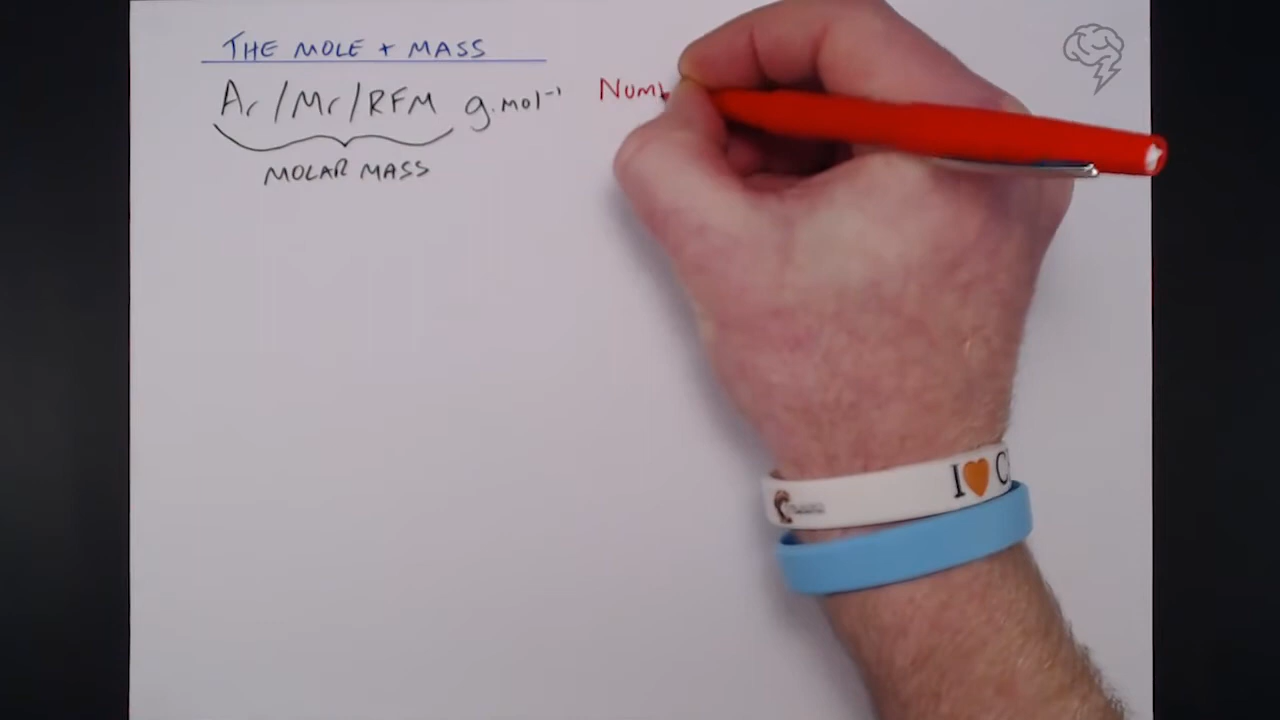 THE MOLE + MASS
Ar/Mr/RFM g.mol⁻¹
MOLAR MASS
I